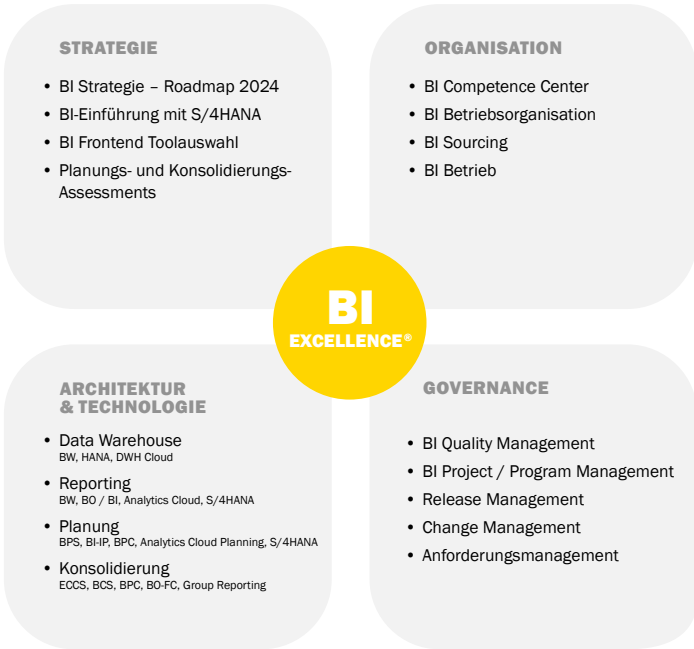 STRATEGIE
• BI Strategie – Roadmap 2024
• BI-Einführung mit S/4HANA
• BI Frontend Toolauswahl
• Planungs- und Konsolidierungs-
Assessments
ORGANISATION
• BI Competence Center
• BI Betriebsorganisation
• BI Sourcing
• BI Betrieb
BI
EXCELLENCE®
ARCHITEKTUR
& TECHNOLOGIE
• Data Warehouse
BW, HANA, DWH Cloud
• Reporting
BW, BO / BI, Analytics Cloud, S/4HANA
• Planung
BPS, BI-IP, BPC, Analytics Cloud Planning, S/4HANA
• Konsolidierung
ECCS, BCS, BPC, BO-FC, Group Reporting
GOVERNANCE
• BI Quality Management
• BI Project / Program Management
• Release Management
• Change Management
• Anforderungsmanagement